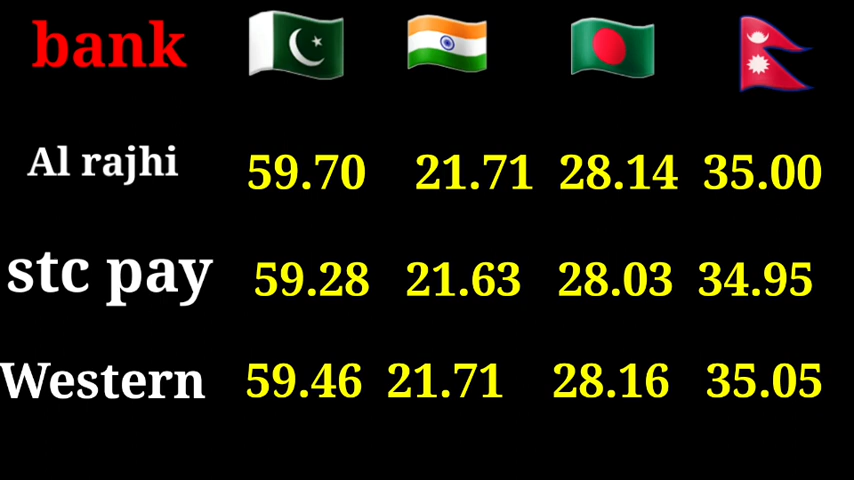 bank
Al rajhi 59.70 21.71 28.14 35.00
stc pay 59.28 21.63 28.03 34.95
Western 59.46 21.71 28.16 35.05